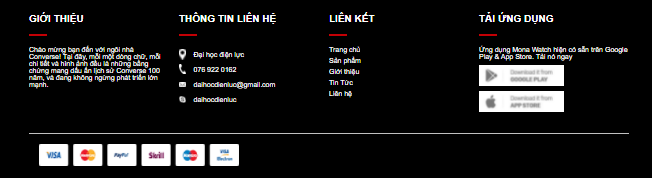 GIỚI THIỆU
Chào mừng bạn đến với ngôi nhà
Converse! Tại đây, mỗi một dòng chữ, mỗi
chi tiết và hình ảnh đều là những bằng
chứng mang dấu ấn lịch sử Converse 100
năm, và đang không ngừng phát triển lớn
mạnh.
THÔNG TIN LIÊN HỆ
Đại học điện lực
076 922 0162
daihocdienluc@gmail.com
daihocdienluc
LIÊN KẾT
Trang chủ
Sản phẩm
Giới thiệu
Tin Tức
Liên hệ
TẢI ỨNG DỤNG
Ứng dụng Mona Watch hiện có sẵn trên Google
Play & App Store. Tải nó ngay
Download it from
GOOGLE PLAY
Download it from
APP STORE
VISA
MasterCard
PayPal
Skrill
Maestro
VISA
Electron